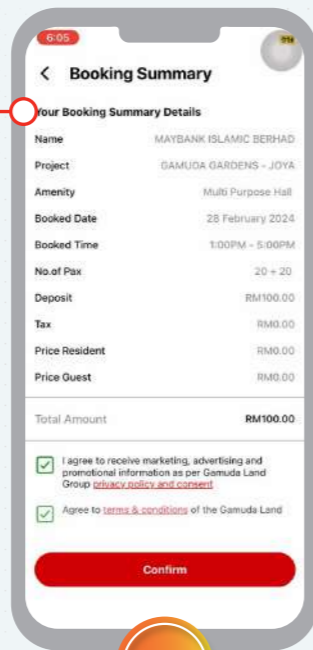 6:05
Booking Summary
Your Booking Summary Details
Name MAYBANK ISLAMIC BERHAD
Project GAMUDA GARDENS - JOYA
Amenity Multi Purpose Hall
Booked Date 28 February 2024
Booked Time 1:00PM - 5:00PM
No.of Pax 20 + 20
Deposit RM100.00
Tax RM0.00
Price Resident RM0.00
Price Guest RM0.00
Total Amount RM100.00
I agree to receive marketing, advertising and
promotional information as per Gamuda Land
Group privacy policy and consent
Agree to terms & conditions of the Gamuda Land
Confirm